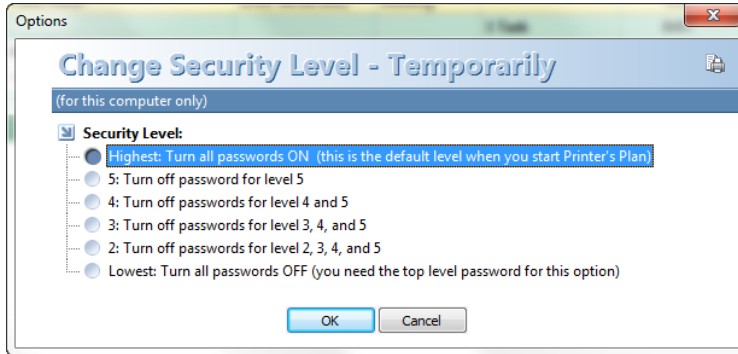 Options
Change Security Level - Temporarily
(for this computer only)
Security Level:
Highest: Turn all passwords ON (this is the default level when you start Printer's Plan)
5: Turn off password for level 5
4: Turn off passwords for level 4 and 5
3: Turn off passwords for level 3, 4, and 5
2: Turn off passwords for level 2, 3, 4, and 5
Lowest: Turn all passwords OFF (you need the top level password for this option)
OK Cancel